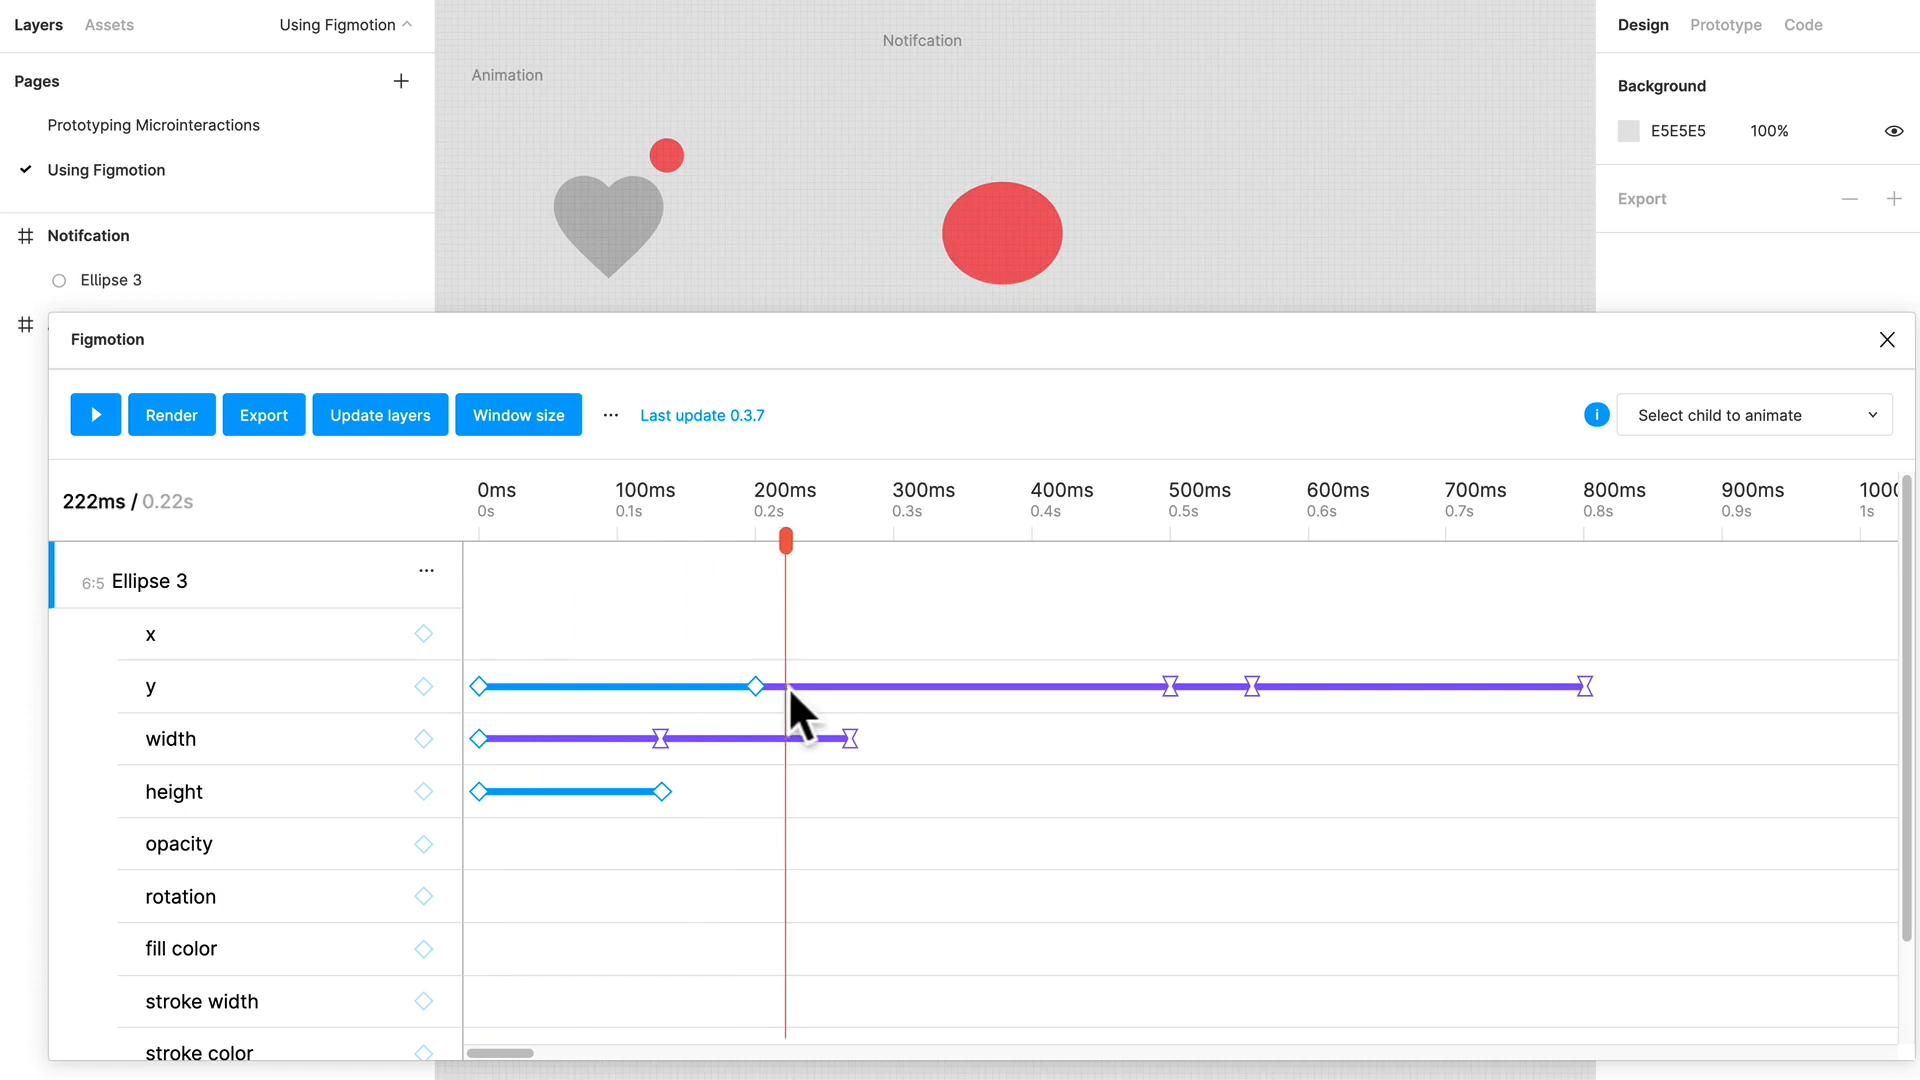 Layers Assets Using Figmotion
Pages
Prototyping Microinteractions
Using Figmotion
Notifcation
Ellipse 3
Notifcation
Animation
Design Prototype Code
Background
E5E5E5 100%
Export
Figmotion
Render Export Update layers Window size ... Last update 0.3.7
i Select child to animate
222ms / 0.22s
0ms 100ms 200ms 300ms 400ms 500ms 600ms 700ms 800ms 900ms
0s 0.1s 0.2s 0.3s 0.4s 0.5s 0.6s 0.7s 0.8s 0.9s 1s
6:5 Ellipse 3 ...
x
y
width
height
opacity
rotation
fill color
stroke width
stroke color